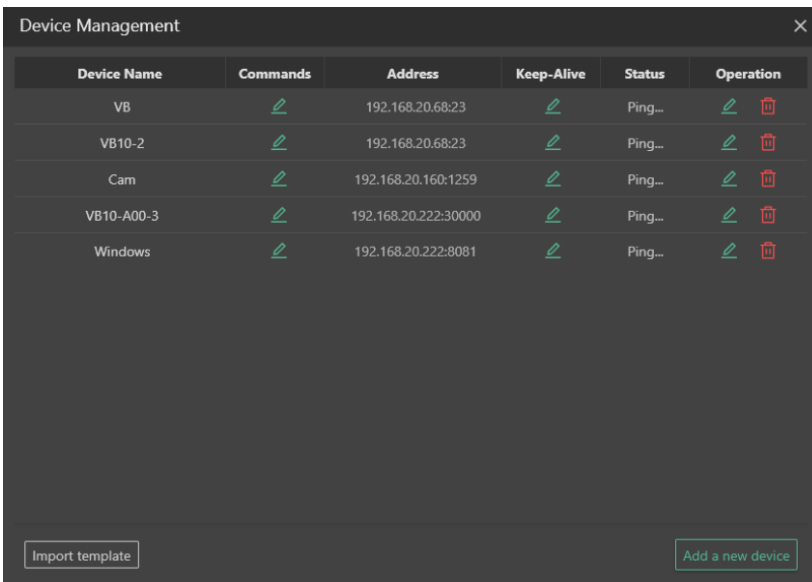 Device Management
Device Name Commands Address Keep-Alive Status Operation
VB 192.168.20.68:23 Ping...
VB10-2 192.168.20.68:23 Ping...
Cam 192.168.20.160:1259 Ping...
VB10-A00-3 192.168.20.222:30000 Ping...
Windows 192.168.20.222:8081 Ping...
Import template Add a new device